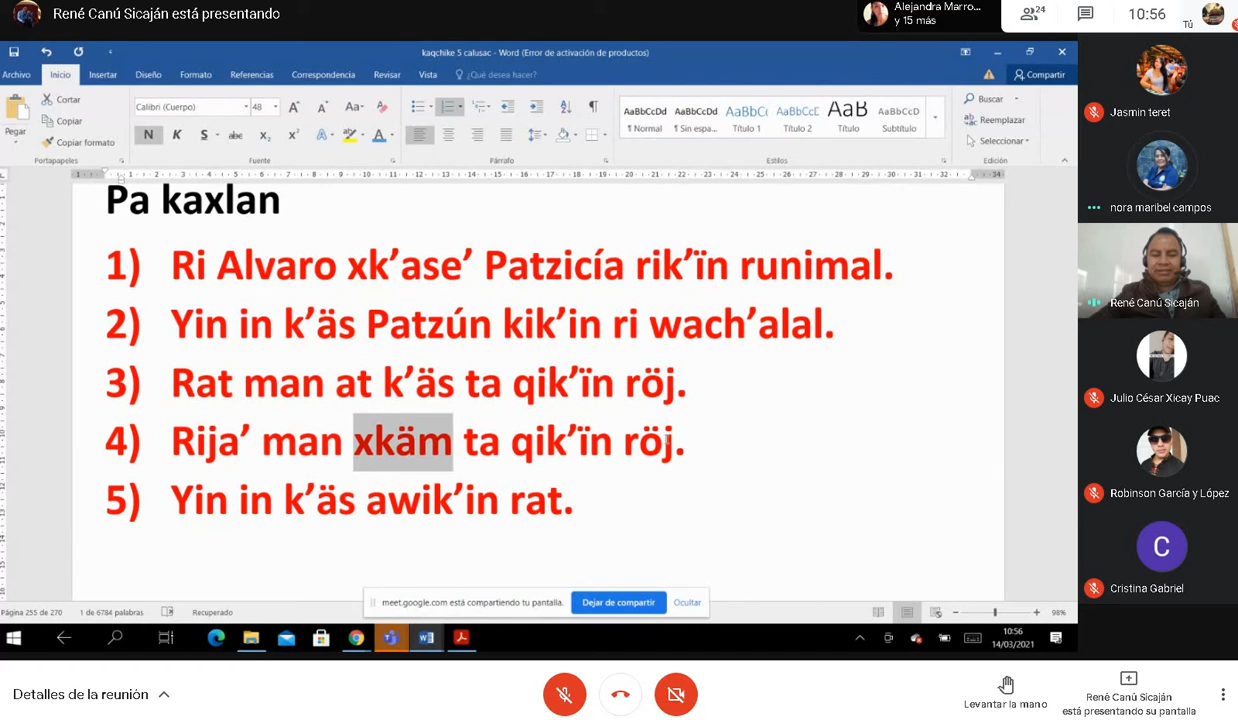 René Canú Sicaján está presentando
Alejandra Marro...
y 15 más
24
10:56
Tú
kaqchike 5 calusac - Word (Error de activación de productos)
Archivo Inicio Insertar Diseño Formato Referencias Correspondencia Revisar Vista ¿Qué desea hacer? Compartir
Pegar
Cortar
Copiar
Copiar formato
Portapapeles
Calibri (Cuerpo) 48
N K S abc x₂ x²
Fuente
Párrafo
AaBbCcDd AaBbCcDd AaBbC AaBbCcD AaB AaBbCcD
¶ Normal ¶ Sin espa... Título 1 Título 2 Título Subtítulo
Estilos
Buscar
Reemplazar
Seleccionar
Edición
Pa kaxlan
1) Ri Alvaro xk’ase’ Patzicía rik’ïn runimal.
2) Yin in k’äs Patzún kik’in ri wach’alal.
3) Rat man at k’äs ta qik’ïn röj.
4) Rija’ man xkäm ta qik’ïn röj.
5) Yin in k’äs awik’in rat.
meet.google.com está compartiendo tu pantalla. Dejar de compartir Ocultar
Página 255 de 270 1 de 6784 palabras Recuperado 98%
10:56
14/03/2021
Jasmin teret
nora maribel campos
René Canú Sicaján
Julio César Xicay Puac
Robinson García y López
C
Cristina Gabriel
Detalles de la reunión
Levantar la mano
René Canú Sicaján
está presentando su pantalla